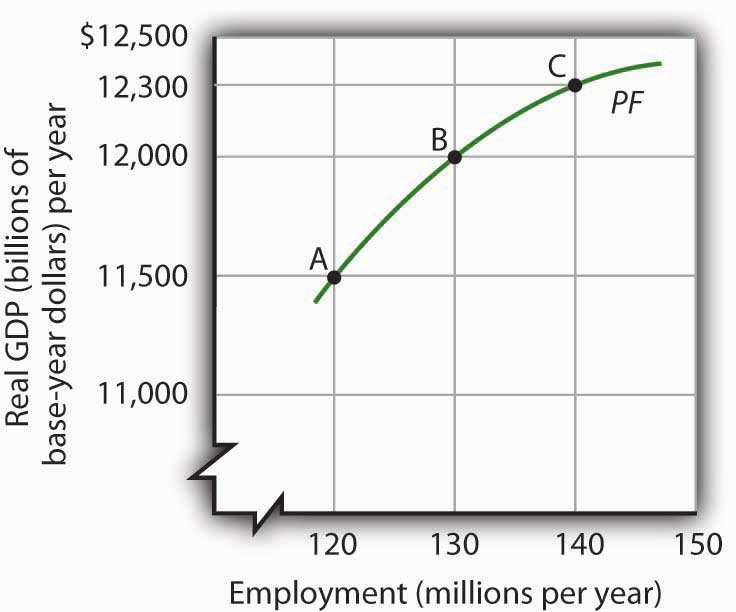 $12,500
12,300
12,000
11,500
11,000
Real GDP (billions of
base-year dollars) per year
A
B
C
PF
120 130 140 150
Employment (millions per year)